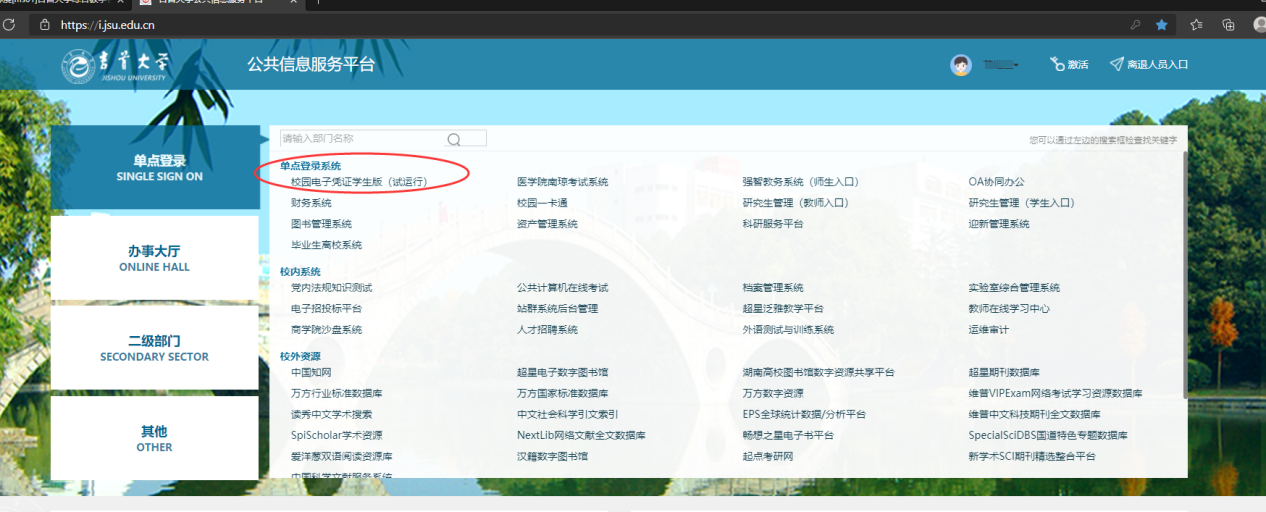 https://i.jsu.edu.cn
吉首大学
JISHOU UNIVERSITY
公共信息服务平台
激活
离退人员入口
单点登录
SINGLE SIGN ON
办事大厅
ONLINE HALL
二级部门
SECONDARY SECTOR
其他
OTHER
请输入部门名称
您可以通过左边的搜索框检查找关键字
单点登录系统
校园电子凭证学生版（试运行） 医学院南琼考试系统 强智教务系统（师生入口） OA协同办公
财务系统 校园一卡通 研究生管理（教师入口） 研究生管理（学生入口）
图书管理系统 资产管理系统 科研服务平台 迎新管理系统
毕业生离校系统
校内系统
党内法规知识测试 公共计算机在线考试 档案管理系统 实验室综合管理系统
电子招投标平台 站群系统后台管理 超星泛雅教学平台 教师在线学习中心
商学院沙盘系统 人才招聘系统 外语测试与训练系统 运维审计
校外资源
中国知网 超星电子数字图书馆 湖南高校图书馆数字资源共享平台 超星期刊数据库
万方行业标准数据库 万方国家标准数据库 万方数字资源 维普VIPExam网络考试学习资源数据库
读秀中文学术搜索 中文社会科学引文索引 EPS全球统计数据/分析平台 维普中文科技期刊全文数据库
SpiScholar学术资源 NextLib网络文献全文数据库 畅想之星电子书平台 SpecialSciDBS国道特色专题数据库
爱洋葱双语阅读资源库 汉籍数字图书馆 起点考研网 新学术SCI期刊精选整合平台
中国科学文献服务系统